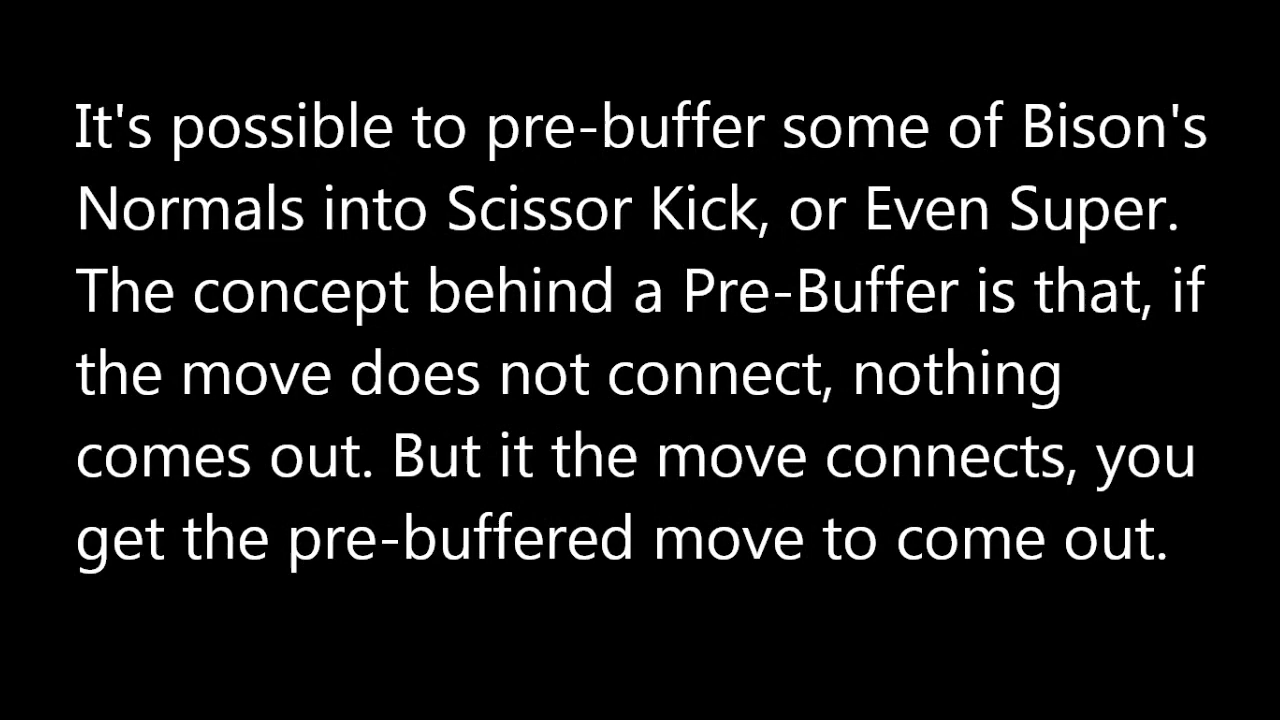 It's possible to pre-buffer some of Bison's
Normals into Scissor Kick, or Even Super.
The concept behind a Pre-Buffer is that, if
the move does not connect, nothing
comes out. But it the move connects, you
get the pre-buffered move to come out.